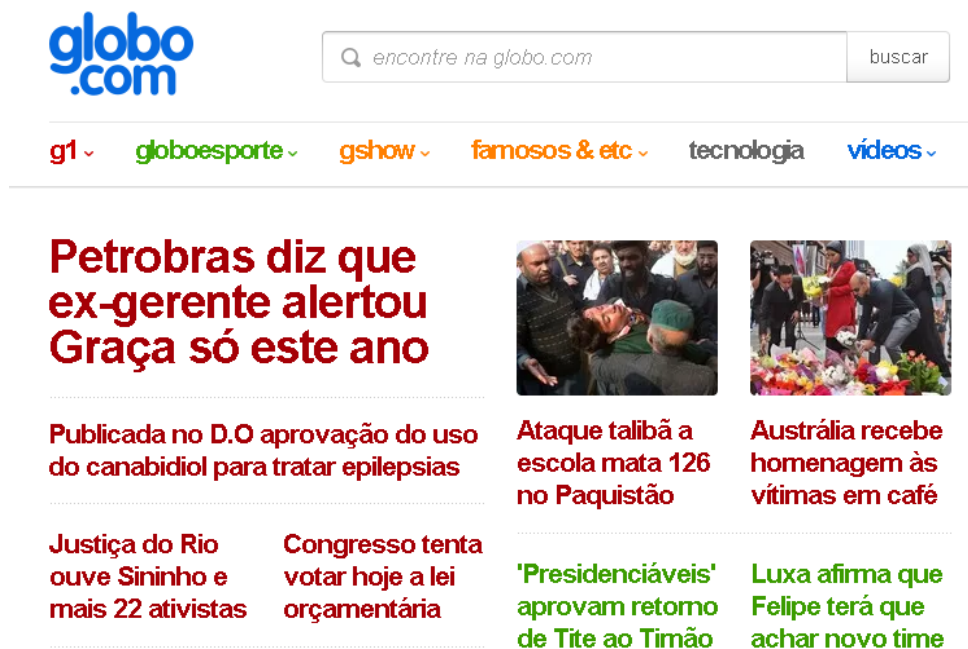 globo
.com
encontre na globo.com
buscar
g1
globoesporte
gshow
famosos & etc
tecnologia
vídeos
Petrobras diz que
ex-gerente alertou
Graça só este ano
Publicada no D.O aprovação do uso
do canabidiol para tratar epilepsias
Justiça do Rio
ouve Sininho e
mais 22 ativistas
Congresso tenta
votar hoje a lei
orçamentária
Ataque talibã a
escola mata 126
no Paquistão
Austrália recebe
homenagem às
vítimas em café
'Presidenciáveis'
aprovam retorno
de Tite ao Timão
Luxa afirma que
Felipe terá que
achar novo time